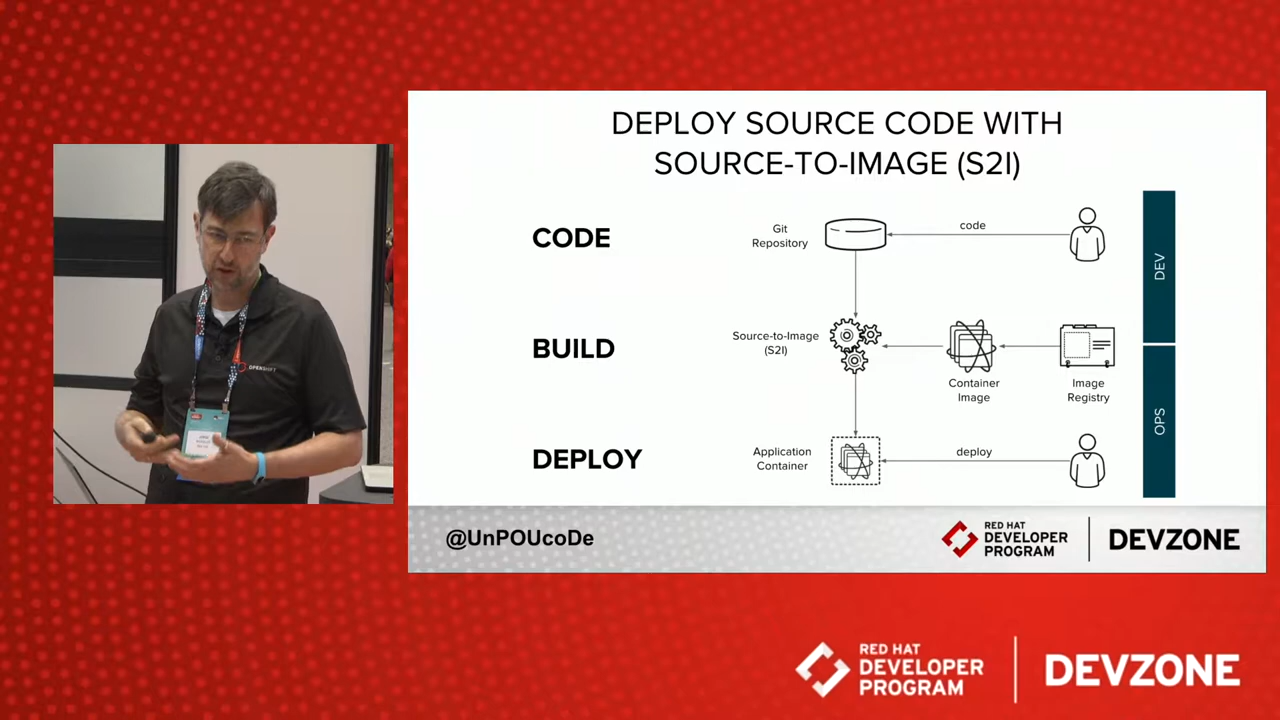 DEPLOY SOURCE CODE WITH
SOURCE-TO-IMAGE (S2I)
CODE
Git
Repository
code
DEV
BUILD
Source-to-Image
(S2I)
Container
Image
Image
Registry
OPS
DEPLOY
Application
Container
deploy
@UnPOUcoDe
RED HAT
DEVELOPER
PROGRAM
DEVZONE
OPENSHIFT
RED HAT
DEVELOPER
PROGRAM
DEVZONE